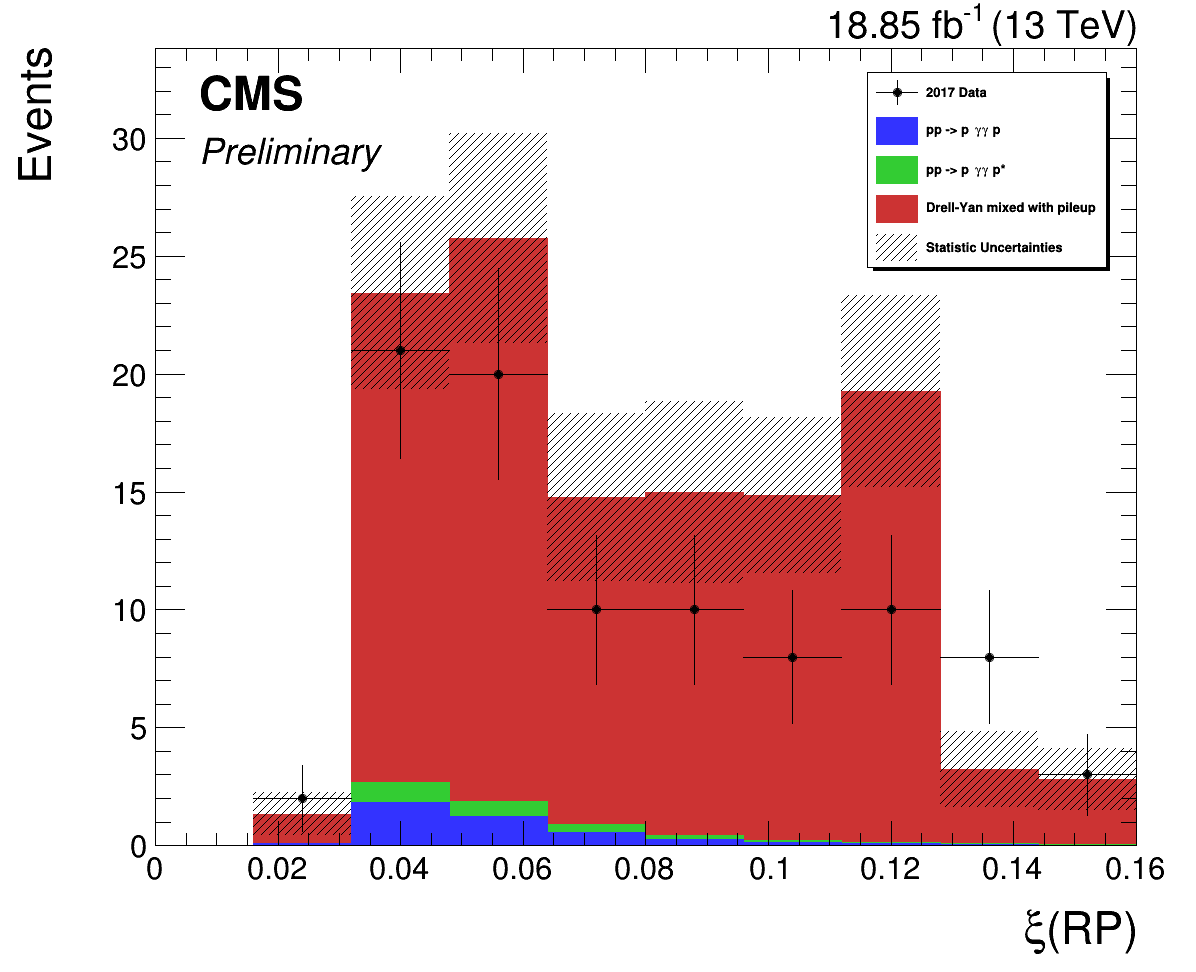 18.85 fb⁻¹ (13 TeV)
Events
CMS
Preliminary
2017 Data
pp -> p γγ p
pp -> p γγ p*
Drell-Yan mixed with pileup
Statistic Uncertainties
30
25
20
15
10
5
0
0 0.02 0.04 0.06 0.08 0.1 0.12 0.14 0.16
ξ(RP)